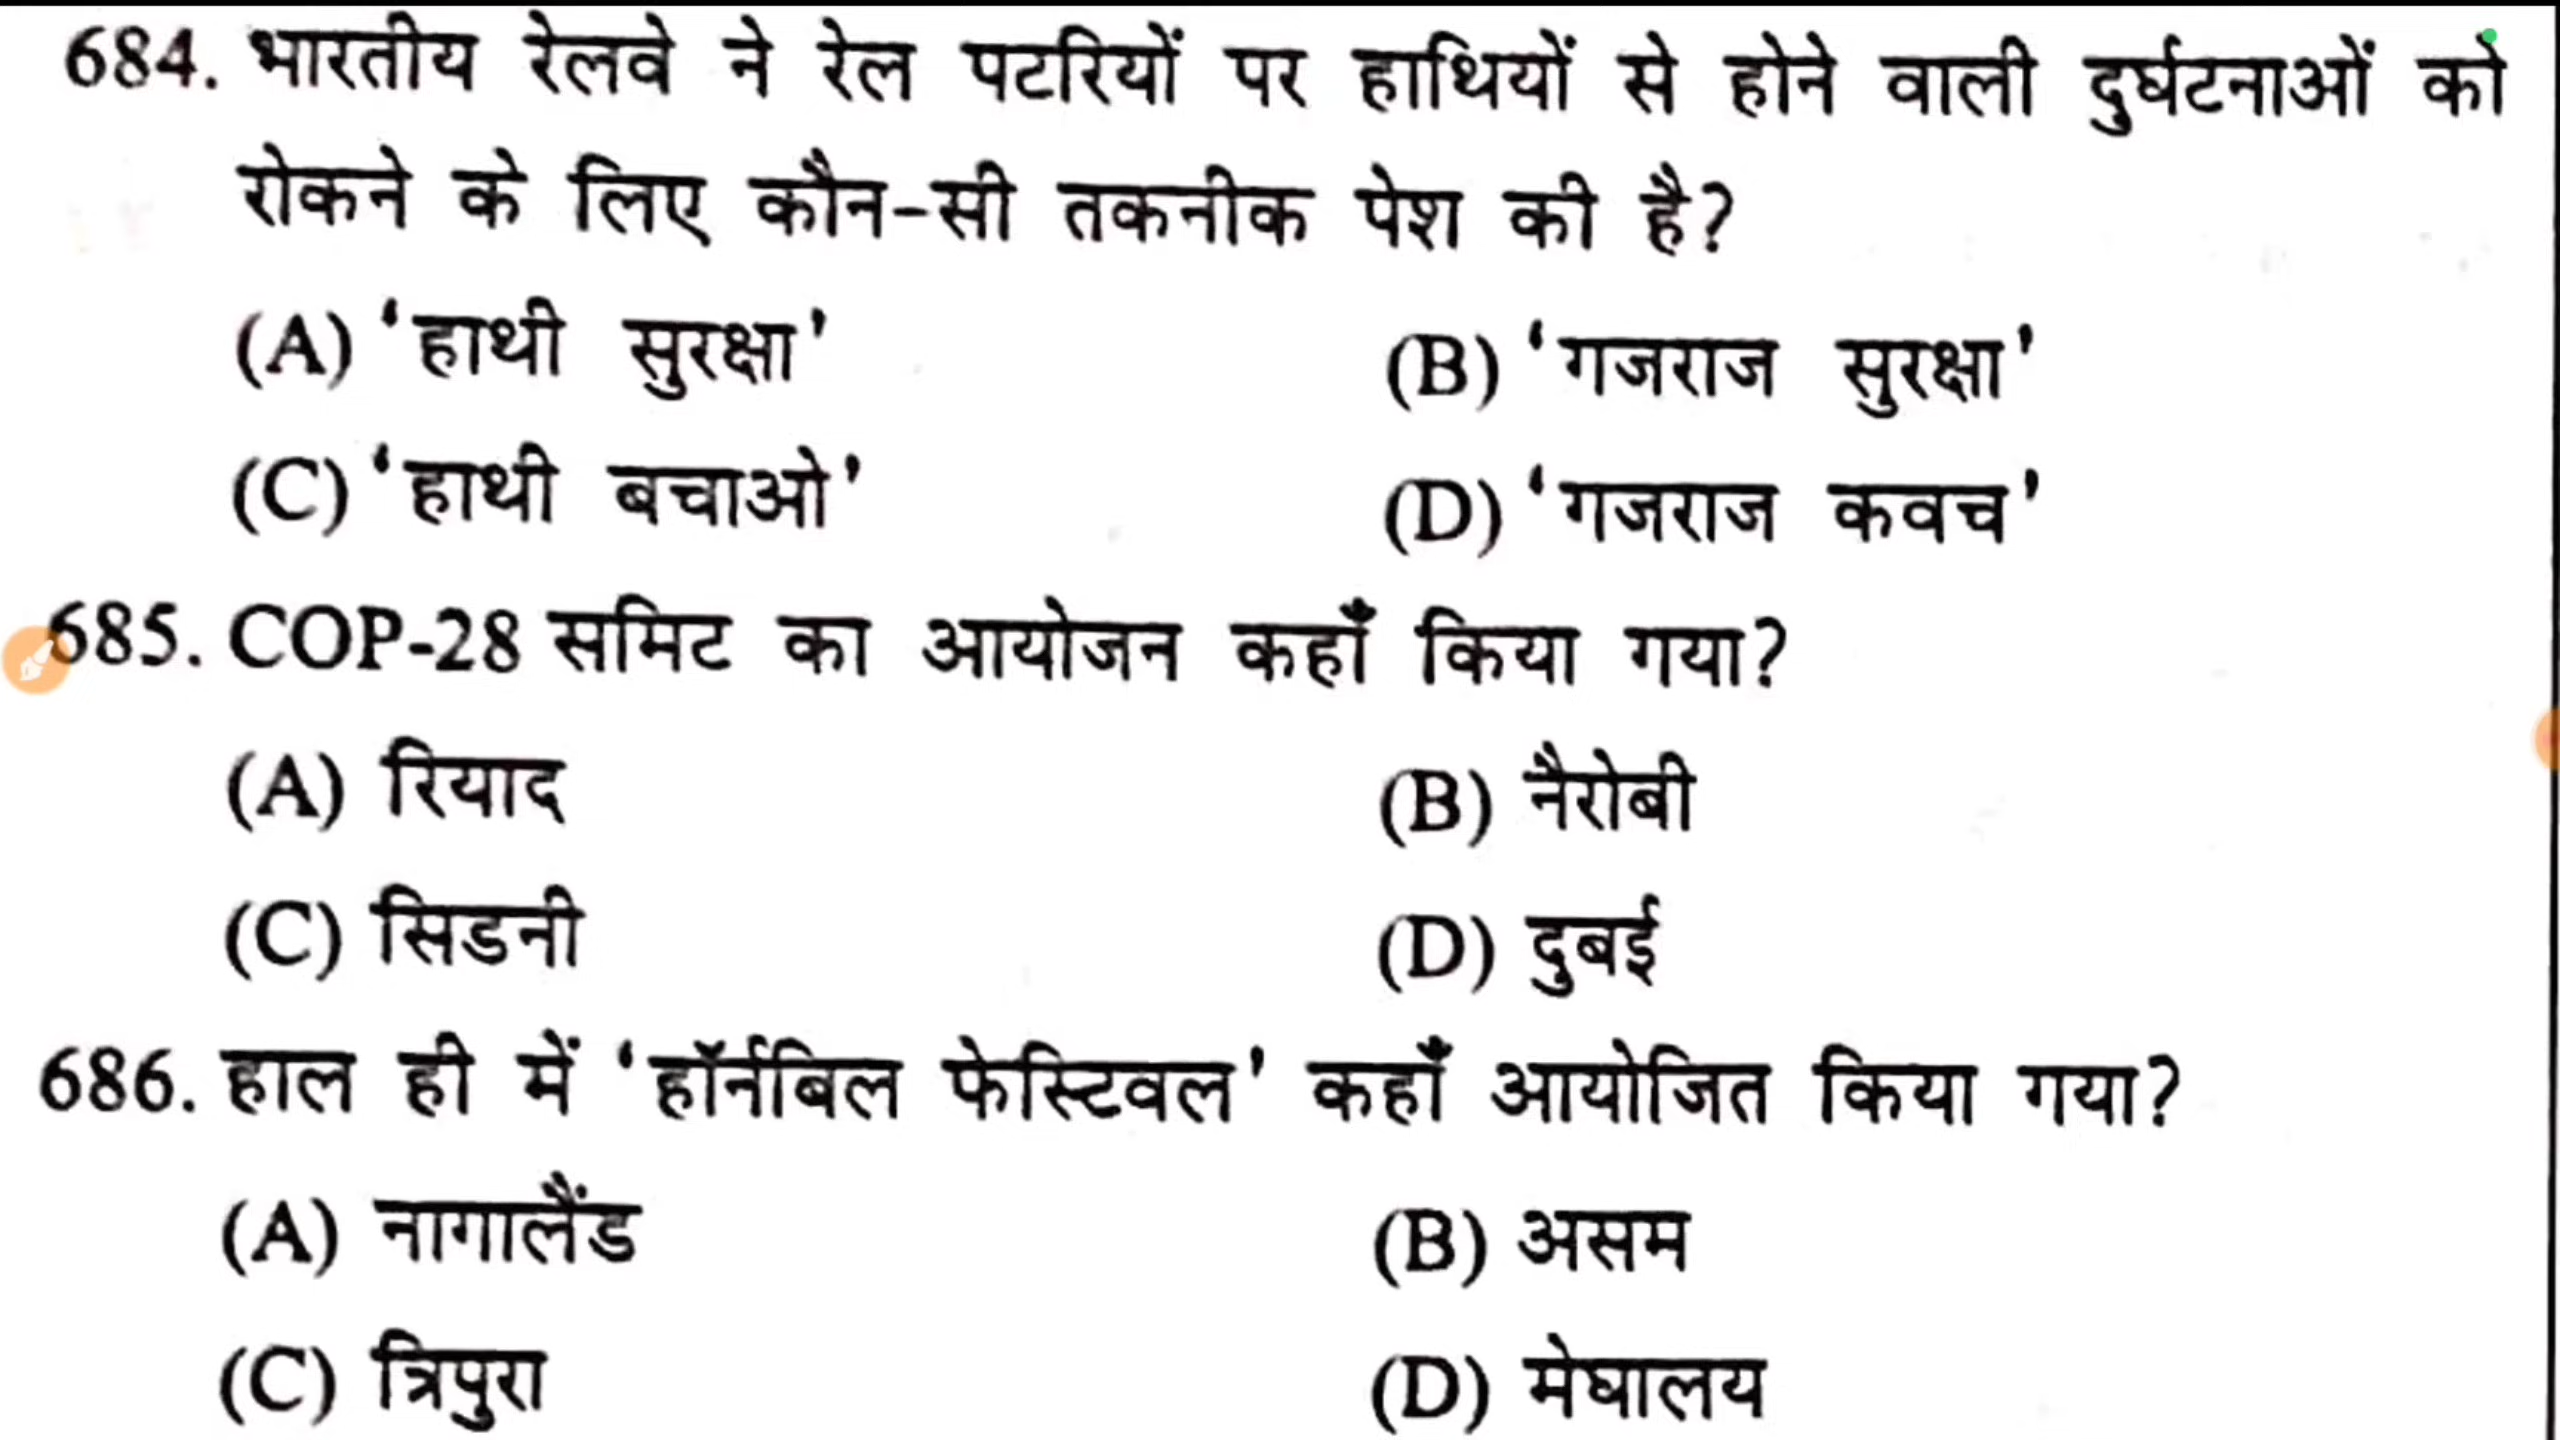 684. भारतीय रेलवे ने रेल पटरियों पर हाथियों से होने वाली दुर्घटनाओं को
रोकने के लिए कौन-सी तकनीक पेश की है?
(A) ‘हाथी सुरक्षा’ (B) ‘गजराज सुरक्षा’
(C) ‘हाथी बचाओ’ (D) ‘गजराज कवच’
685. COP-28 समिट का आयोजन कहाँ किया गया?
(A) रियाद (B) नैरोबी
(C) सिडनी (D) दुबई
686. हाल ही में ‘हॉर्नबिल फेस्टिवल’ कहाँ आयोजित किया गया?
(A) नागालैंड (B) असम
(C) त्रिपुरा (D) मेघालय